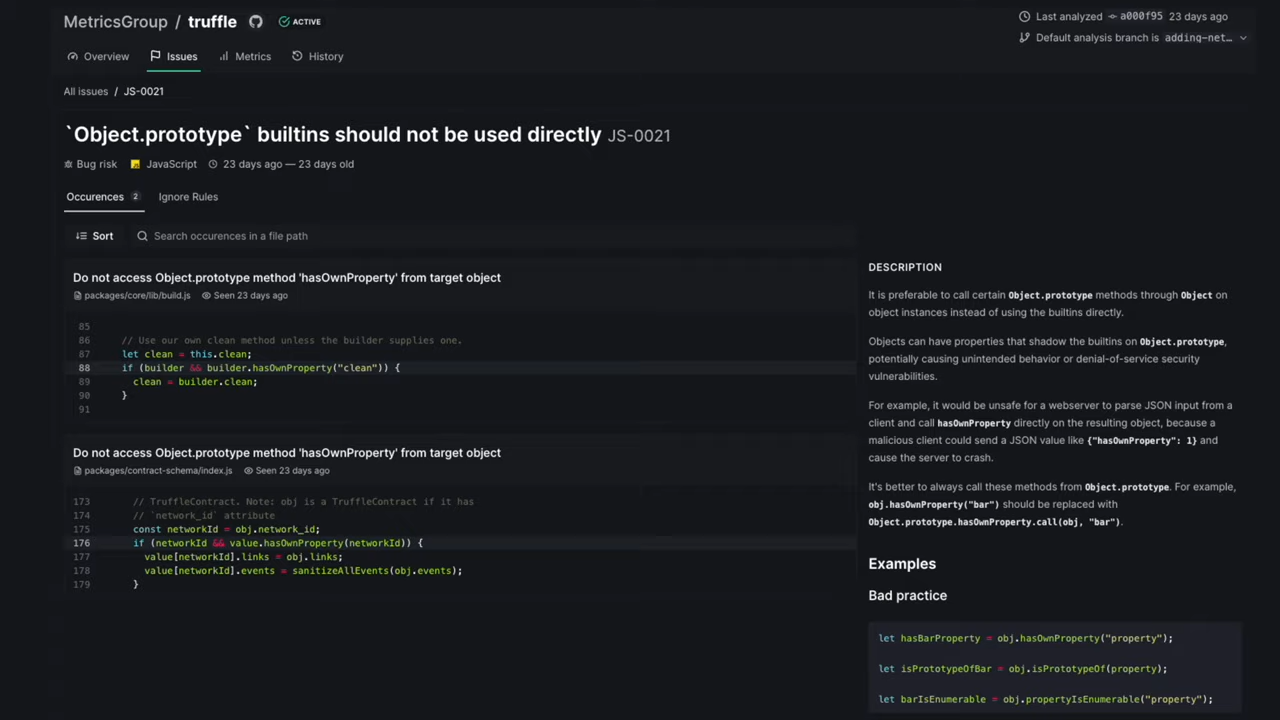 MetricsGroup / truffle ACTIVE
Last analyzed a000f95 23 days ago
Default analysis branch is adding-net…
Overview Issues Metrics History
All issues / JS-0021
`Object.prototype` builtins should not be used directly JS-0021
Bug risk JavaScript 23 days ago — 23 days old
Occurences 2 Ignore Rules
Sort Search occurences in a file path
Do not access Object.prototype method 'hasOwnProperty' from target object
packages/core/lib/build.js Seen 23 days ago
85
86 // Use our own clean method unless the builder supplies one.
87 let clean = this.clean;
88 if (builder && builder.hasOwnProperty("clean")) {
89 clean = builder.clean;
90 }
91
Do not access Object.prototype method 'hasOwnProperty' from target object
packages/contract-schema/index.js Seen 23 days ago
173 // TruffleContract. Note: obj is a TruffleContract if it has
174 // `network_id` attribute
175 const networkId = obj.network_id;
176 if (networkId && value.hasOwnProperty(networkId)) {
177 value[networkId].links = obj.links;
178 value[networkId].events = sanitizeAllEvents(obj.events);
179 }
DESCRIPTION
It is preferable to call certain Object.prototype methods through Object on
object instances instead of using the builtins directly.
Objects can have properties that shadow the builtins on Object.prototype,
potentially causing unintended behavior or denial-of-service security
vulnerabilities.
For example, it would be unsafe for a webserver to parse JSON input from a
client and call hasOwnProperty directly on the resulting object, because a
malicious client could send a JSON value like {"hasOwnProperty": 1} and
cause the server to crash.
It's better to always call these methods from Object.prototype. For example,
obj.hasOwnProperty("bar") should be replaced with
Object.prototype.hasOwnProperty.call(obj, "bar").
Examples
Bad practice
let hasBarProperty = obj.hasOwnProperty("property");
let isPrototypeOfBar = obj.isPrototypeOf(property);
let barIsEnumerable = obj.propertyIsEnumerable("property");